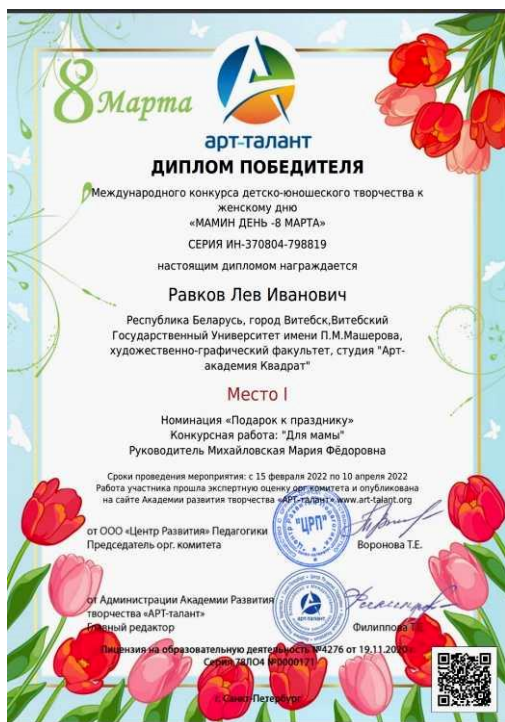 8 Марта
арт-талант
ДИПЛОМ ПОБЕДИТЕЛЯ
Международного конкурса детско-юношеского творчества к
женскому дню
«МАМИН ДЕНЬ -8 МАРТА»
СЕРИЯ ИН-370804-798819
настоящим дипломом награждается
Равков Лев Иванович
Республика Беларусь, город Витебск,Витебский
Государственный Университет имени П.М.Машерова,
художественно-графический факультет, студия "Арт-
академия Квадрат"
Место I
Номинация «Подарок к празднику»
Конкурсная работа: "Для мамы"
Руководитель Михайловская Мария Фёдоровна
Сроки проведения мероприятия: с 15 февраля 2022 по 10 апреля 2022
Работа участника прошла экспертную оценку орг.комитета и опубликована
на сайте Академии развития творчества «АРТ-талант» www.art-talant.org
от ООО «Центр Развития» Педагогики
Председатель орг. комитета
"ЦРП"
Воронова Т.Е.
от Администрации Академии Развития
творчества «АРТ-талант»
Главный редактор
арт-талант
Филиппова
Лицензия на образовательную деятельность №4276 от 19.11.2020
Серия 78ЛО4 №0000171
г. Санкт-Петербург